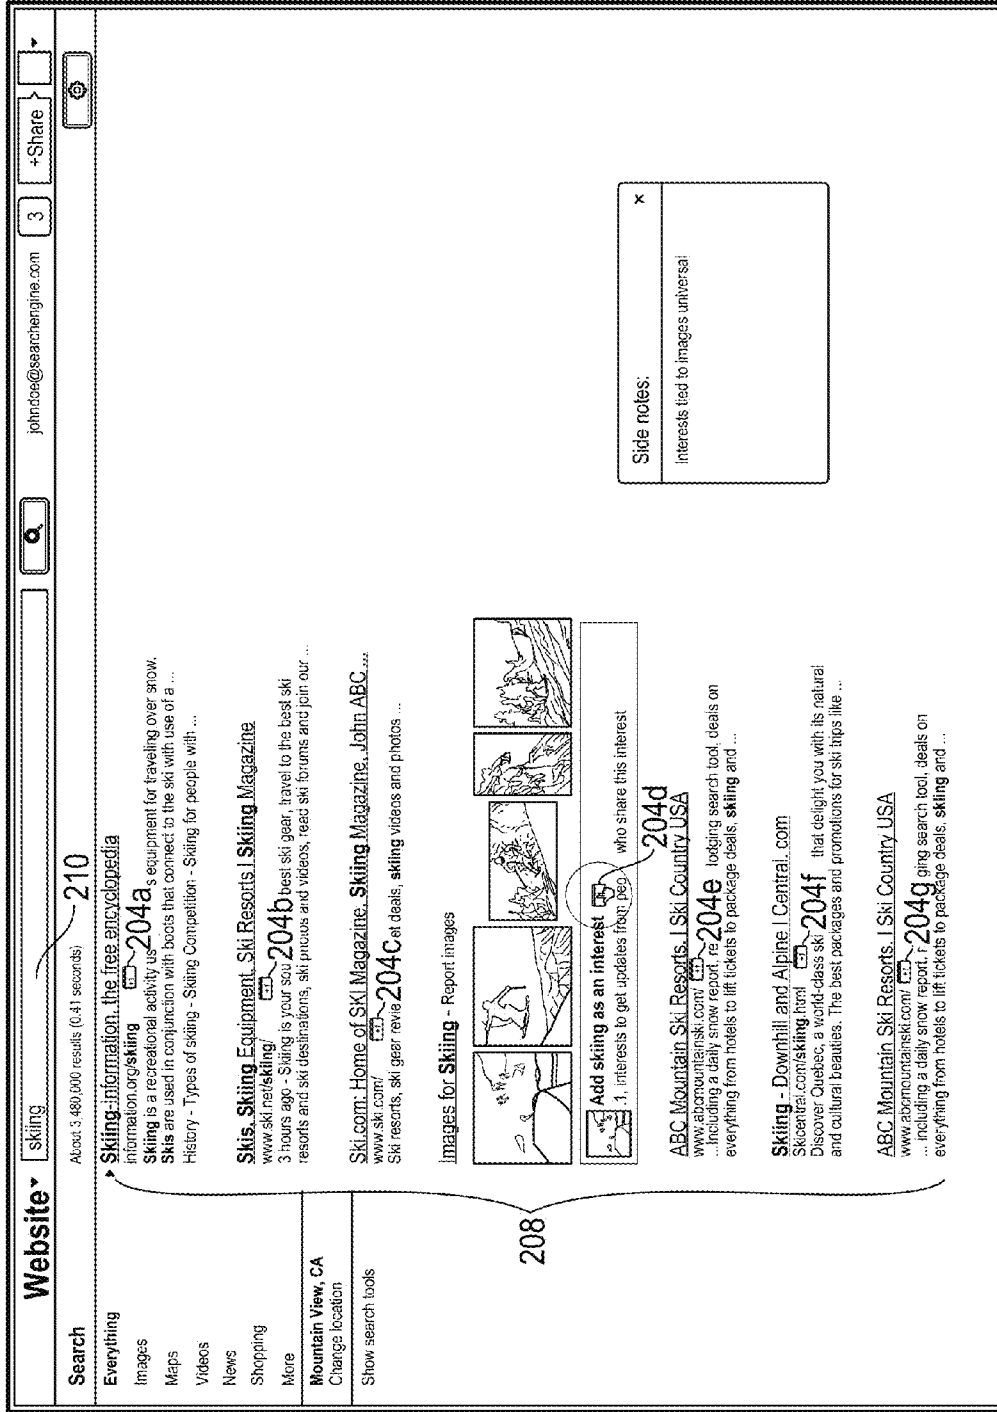 Website
skiing
johndoe@searchengine.com
3
+Share
Search
About 3,480,000 results (0.41 seconds)
210
Everything
Images
Maps
Videos
News
Shopping
More
Mountain View, CA
Change location
Show search tools
208
Skiing-information, the free encyclopedia
information.org/skiing
204a
Skiing is a recreational activity us s equipment for traveling over snow.
Skis are used in conjunction with boots that connect to the ski with use of a ...
History - Types of skiing - Skiing Competition - Skiing for people with ...
Skis, Skiing Equipment, Ski Resorts | Skiing Magazine
www.ski.net/skiing/
204b
3 hours ago - Skiing is your sou best ski gear, travel to the best ski
resorts and ski destinations, ski photos and videos, read ski forums and join our ...
Ski.com: Home of SKI Magazine, Skiing Magazine, John ABC ...
www.ski.com/
204c
Ski resorts, ski gear revie et deals, skiing videos and photos ...
Images for Skiing - Report images
Add skiing as an interest
interests to get updates from peo who share this interest
204d
ABC Mountain Ski Resorts. | Ski Country USA
www.abcmountainski.com/
204e
...Including a daily snow report, re lodging search tool, deals on
everything from hotels to lift tickets to package deals, skiing and ...
Skiing - Downhill and Alpine | Central. com
Skicentral.com/skiing.html
204f
Discover Quebec, a world-class ski that delight you with its natural
and cultural beauties. The best packages and promotions for ski trips like ...
ABC Mountain Ski Resorts. | Ski Country USA
www.abcmountainski.com/
204g
... including a daily snow report, r ging search tool, deals on
everything from hotels to lift tickets to package deals, skiing and ...
Side notes:
x
Interests tied to images universal